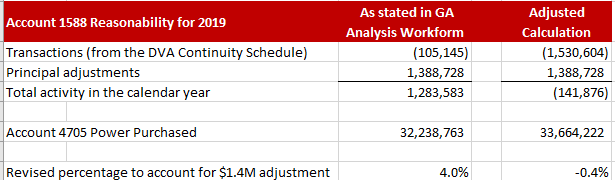 Account 1588 Reasonability for 2019 As stated in GA Analysis Workform Adjusted Calculation
Transactions (from the DVA Continuity Schedule) (105,145) (1,530,604)
Principal adjustments 1,388,728 1,388,728
Total activity in the calendar year 1,283,583 (141,876)
Account 4705 Power Purchased 32,238,763 33,664,222
Revised percentage to account for $1.4M adjustment 4.0% -0.4%